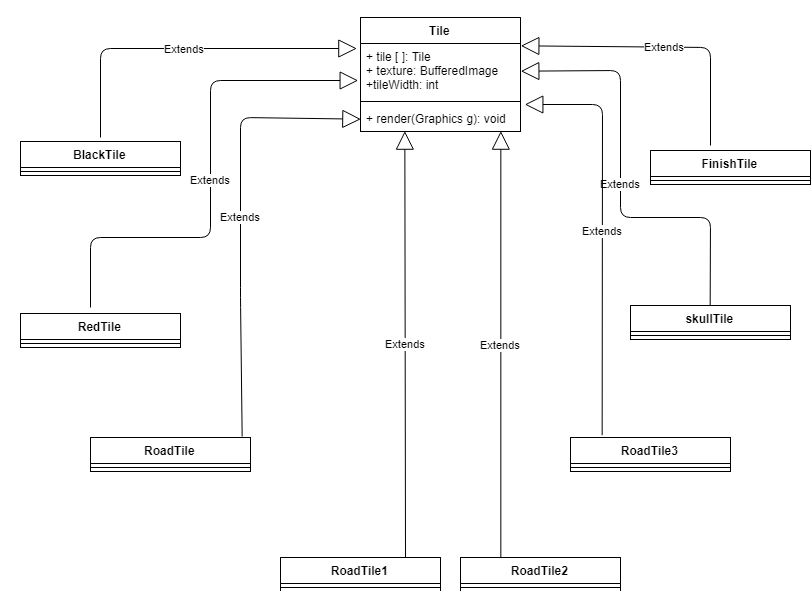 Tile
+ tile [ ]: Tile
+ texture: BufferedImage
+tileWidth: int
+ render(Graphics g): void
Extends
Extends
BlackTile
FinishTile
Extends
Extends
Extends
Extends
RedTile
skullTile
Extends
Extends
RoadTile
RoadTile3
RoadTile1
RoadTile2